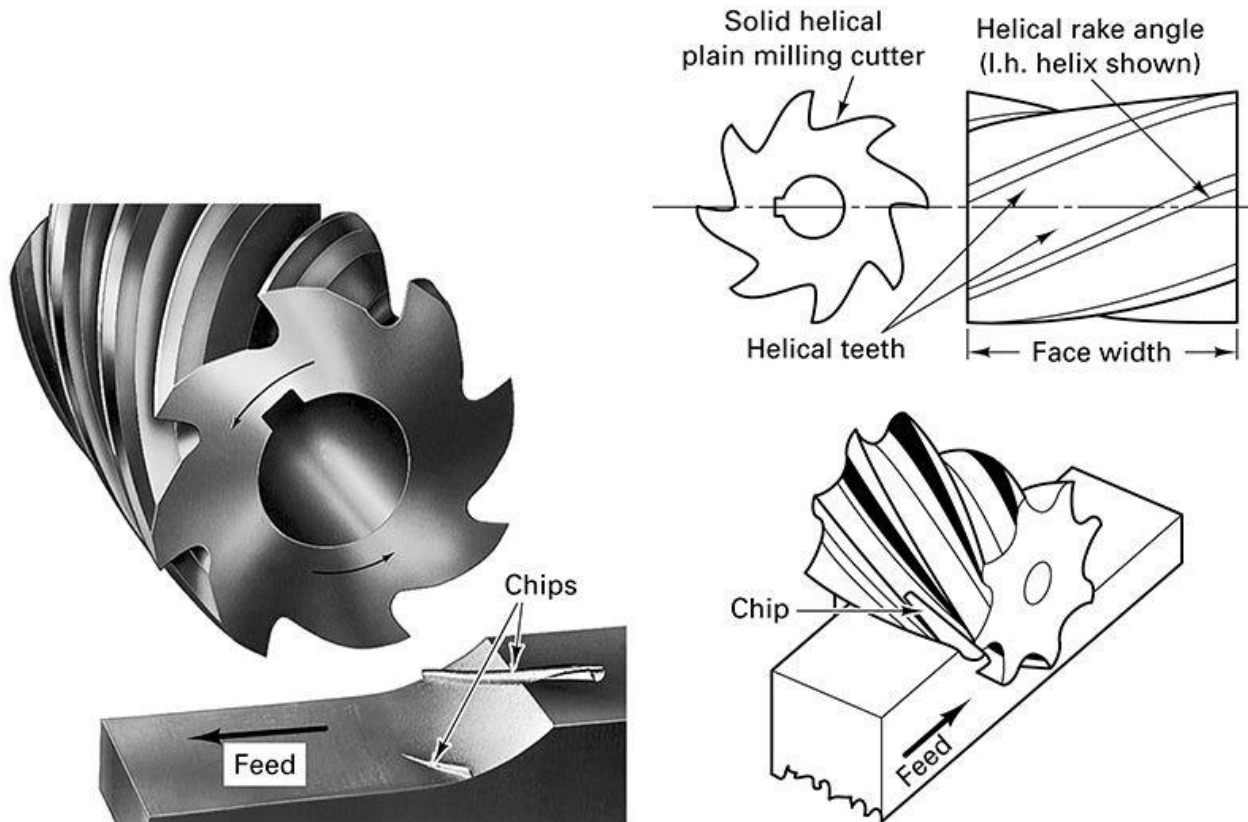 Solid helical
plain milling cutter
Helical rake angle
(l.h. helix shown)
Helical teeth
Face width
Chips
Feed
Chip
Feed